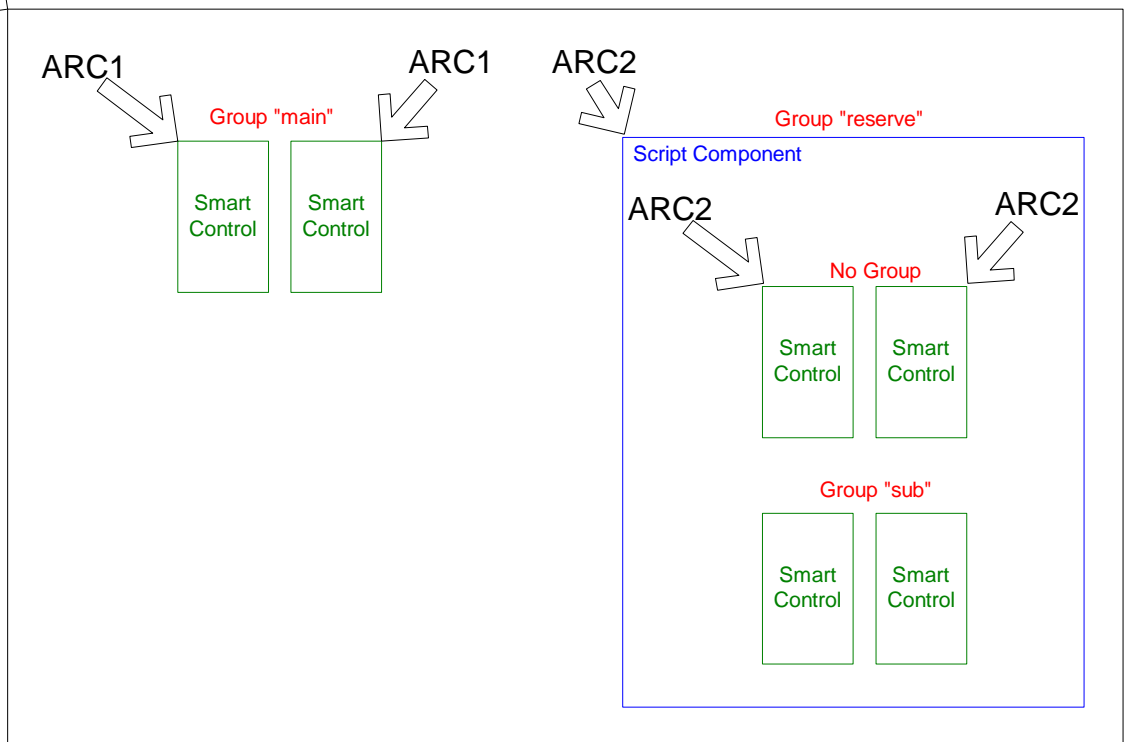 ARC1
ARC1
ARC2
Group "main"
Group "reserve"
Script Component
Smart
Control
Smart
Control
ARC2
ARC2
No Group
Smart
Control
Smart
Control
Group "sub"
Smart
Control
Smart
Control